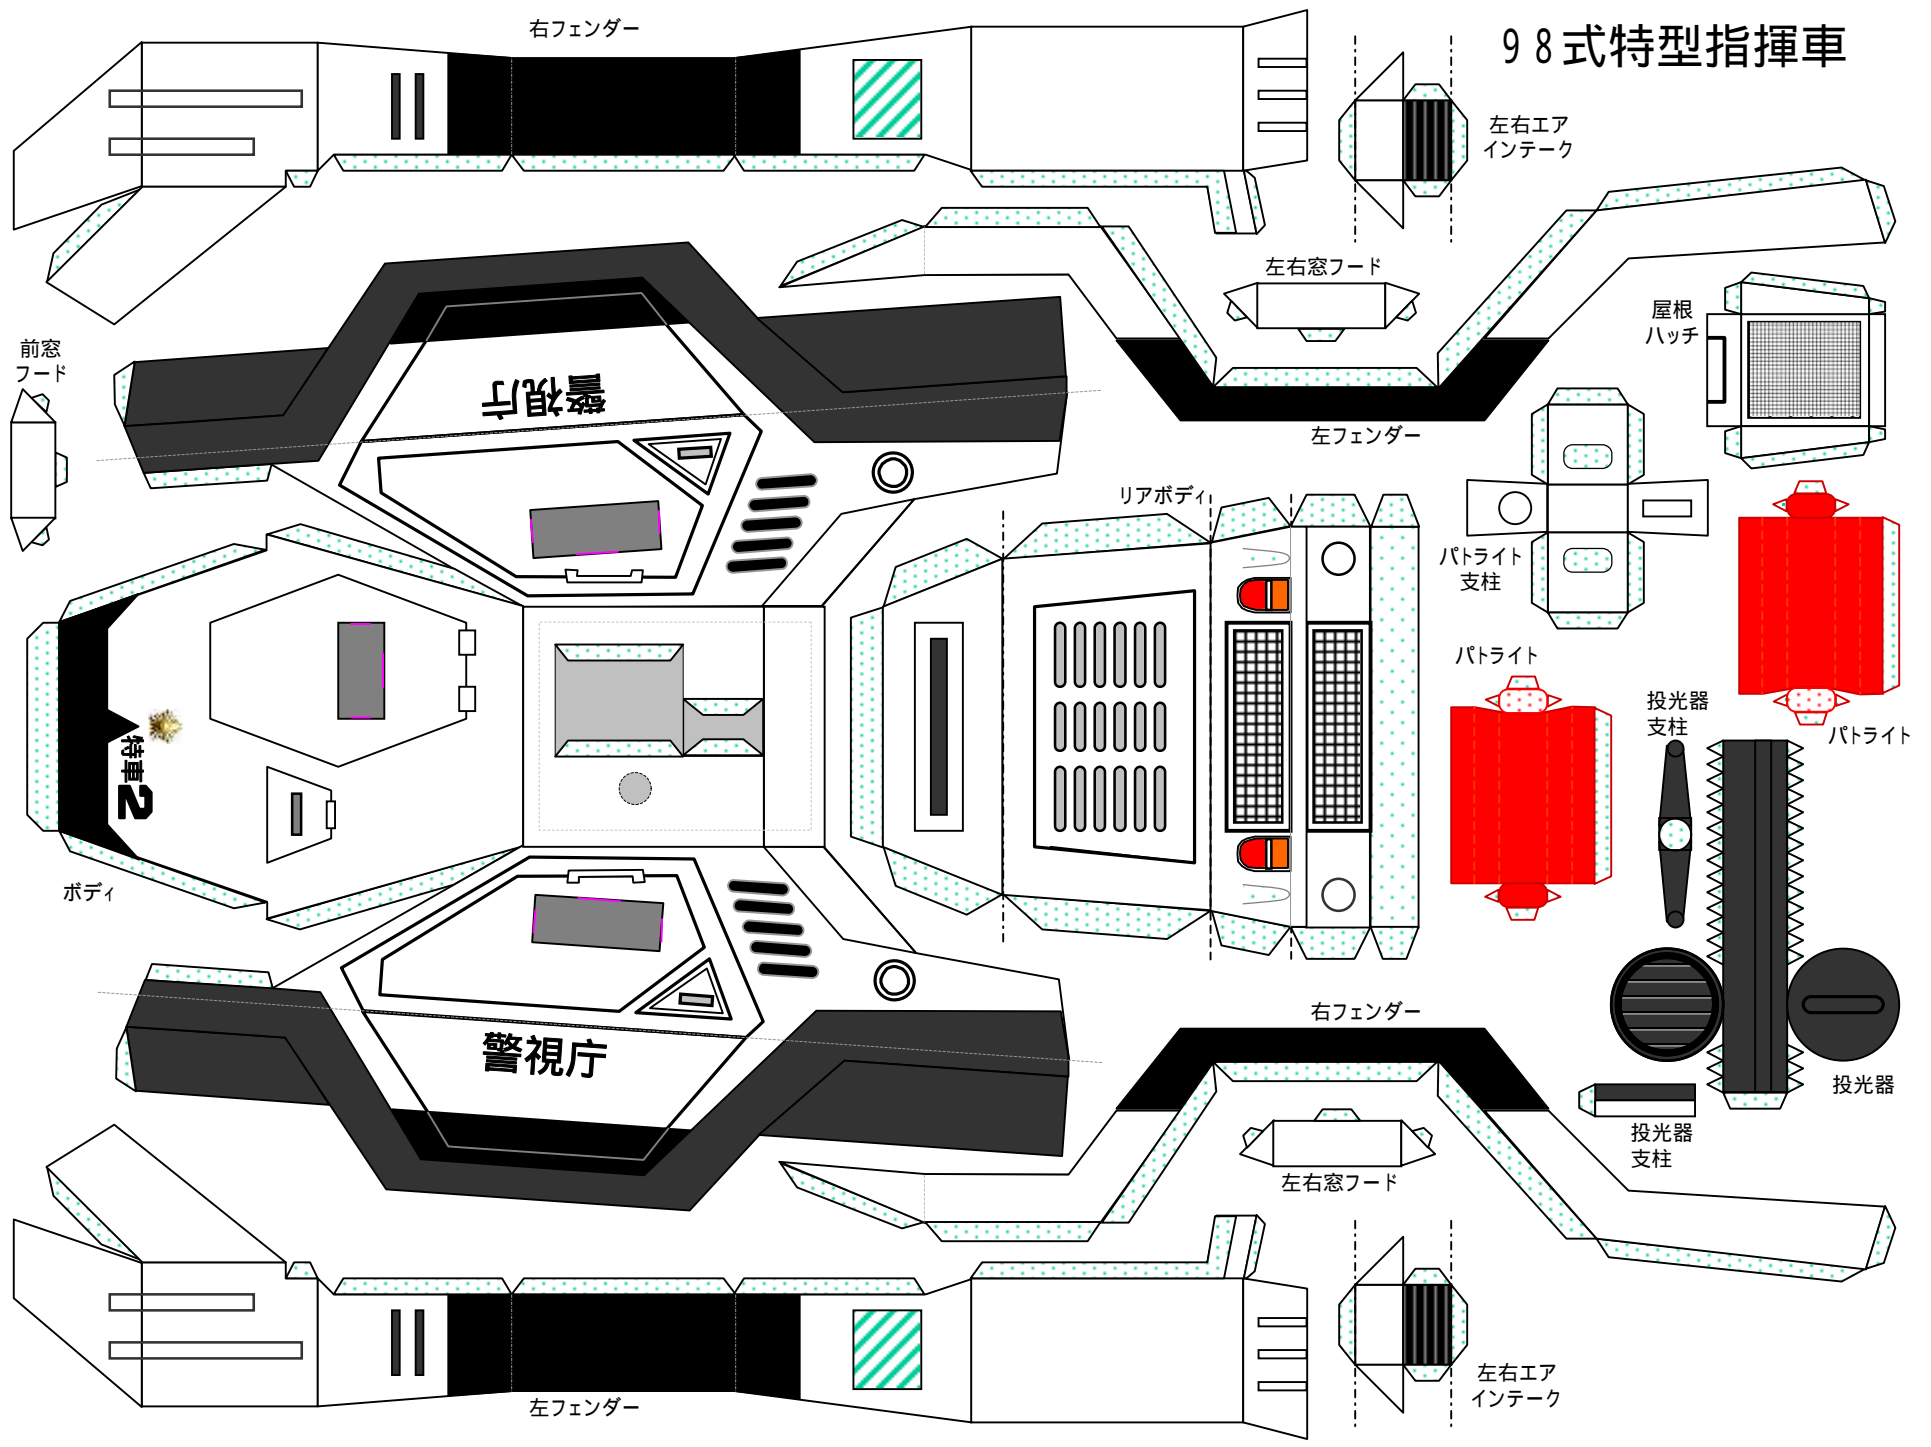 右フェンダー
98式特型指揮車
左右エア
インテーク
左右窓フード
屋根
ハッチ
前窓
フード
警視庁
左フェンダー
リアボディ
パトライト
支柱
パトライト
投光器
支柱
パトライト
特車2
ボディ
右フェンダー
警視庁
投光器
投光器
支柱
左右窓フード
左右エア
インテーク
左フェンダー